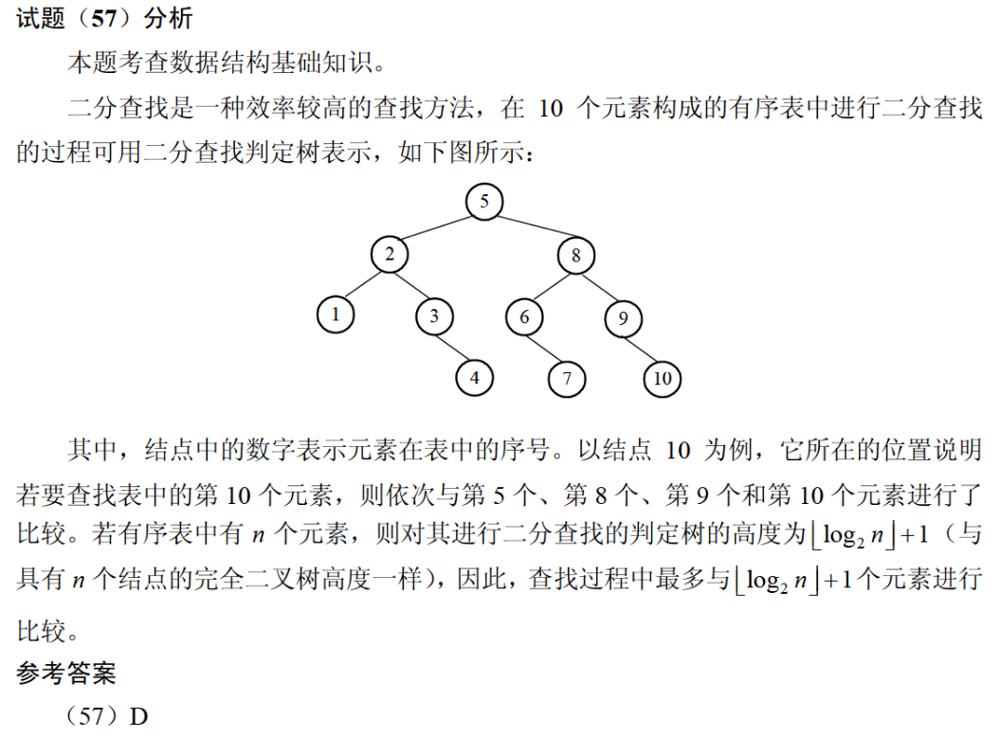 试题（57）分析
本题考查数据结构基础知识。
二分查找是一种效率较高的查找方法，在 10 个元素构成的有序表中进行二分查找
的过程可用二分查找判定树表示，如下图所示：
5
2 8
1 3 6 9
4 7 10
其中，结点中的数字表示元素在表中的序号。以结点 10 为例，它所在的位置说明
若要查找表中的第 10 个元素，则依次与第 5 个、第 8 个、第 9 个和第 10 个元素进行了
比较。若有序表中有 n 个元素，则对其进行二分查找的判定树的高度为⌊log₂ n⌋+1（与
具有 n 个结点的完全二叉树高度一样），因此，查找过程中最多与⌊log₂ n⌋+1个元素进行
比较。
参考答案
（57）D